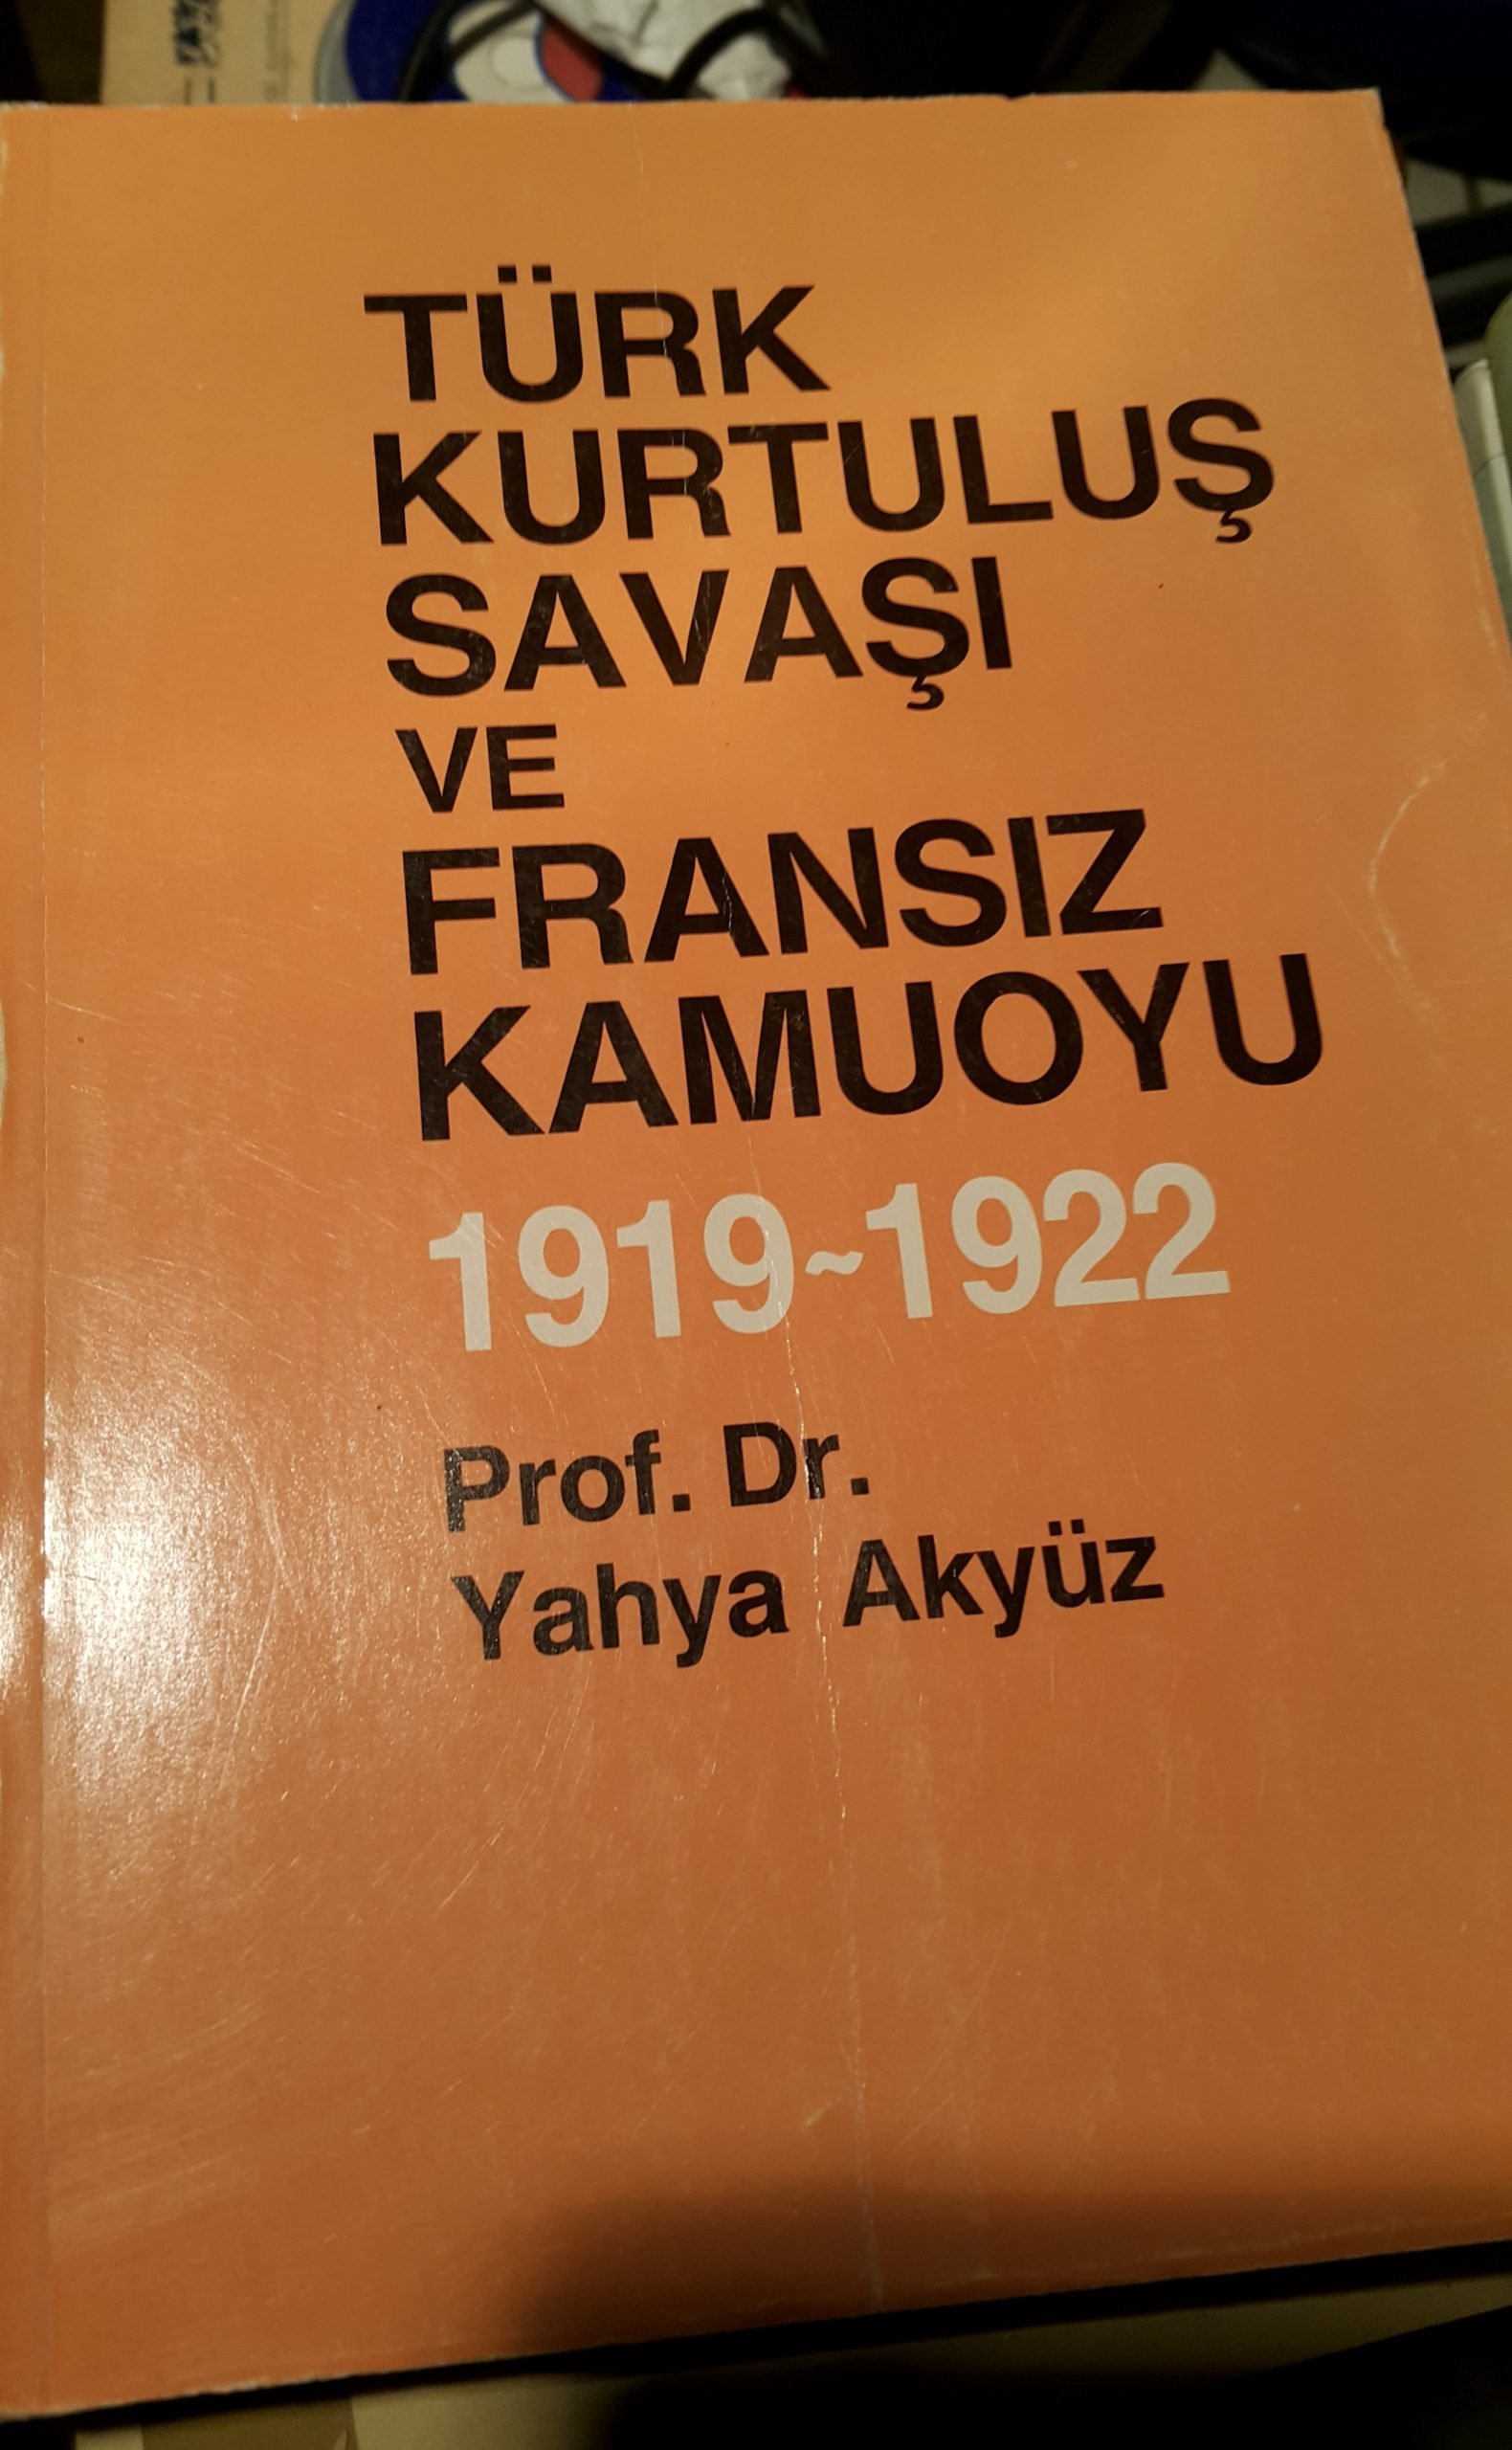 TÜRK
KURTULUŞ
SAVAŞI
VE
FRANSIZ
KAMUOYU
1919~1922
Prof. Dr.
Yahya Akyüz